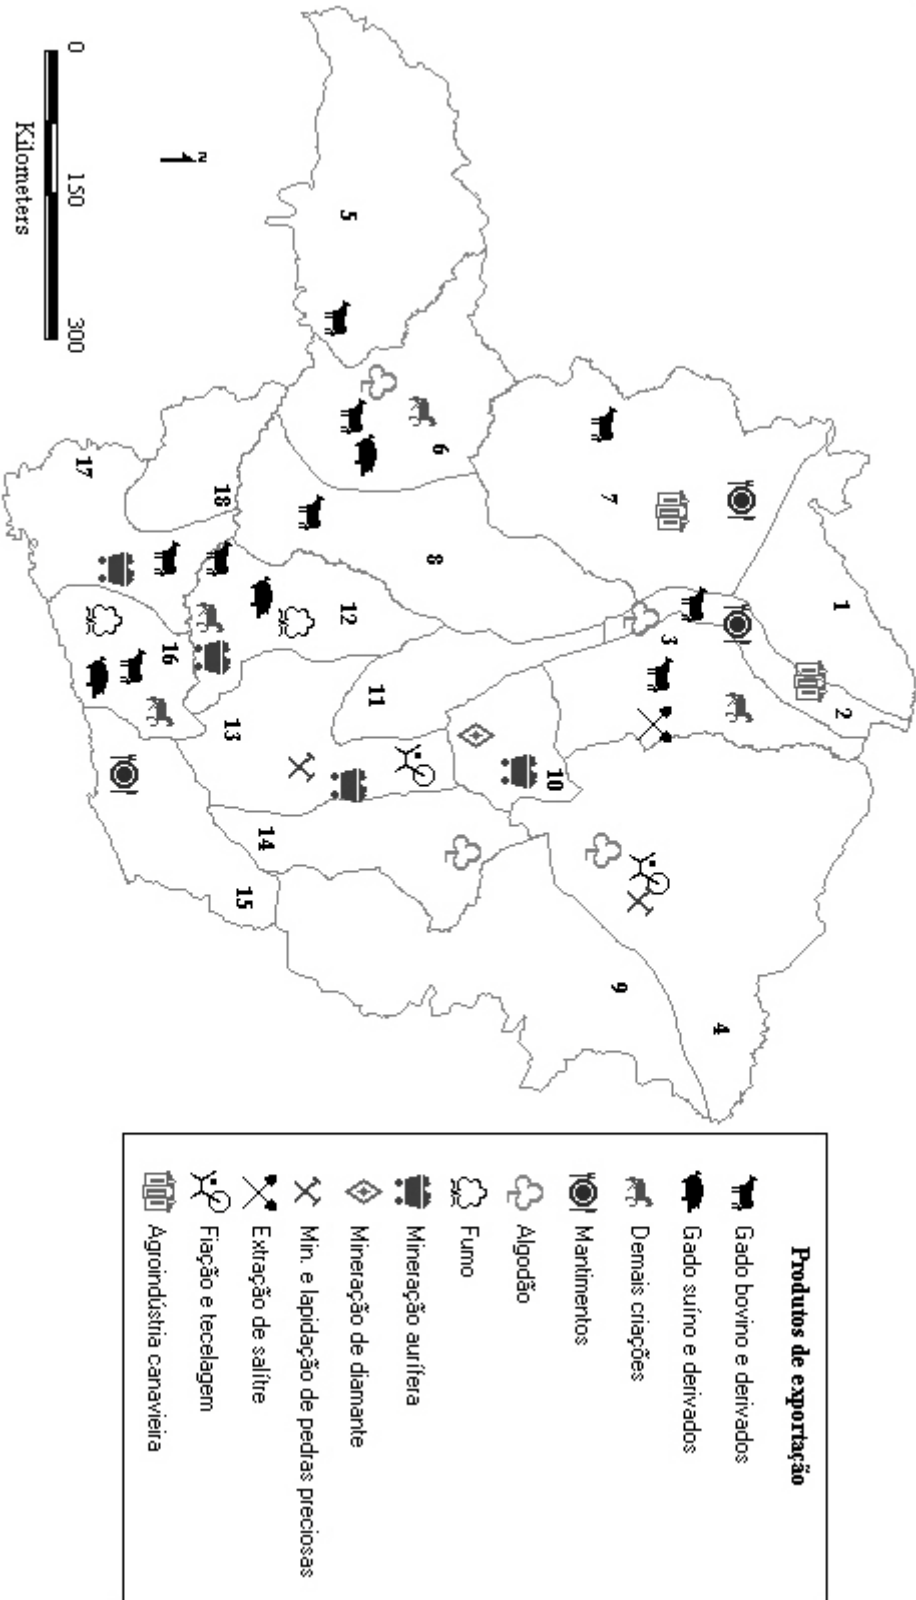 1
2
3
4
5
6
7
8
9
10
11
12
13
14
15
16
17
18
N
0 150 300
Kilometers
Produtos de exportação
Gado bovino e derivados
Gado suíno e derivados
Demais criações
Mantimentos
Algodão
Fumo
Mineração aurífera
Mineração de diamante
Min. e lapidação de pedras preciosas
Extração de salítre
Fiação e tecelagem
Agroindústria canavieira